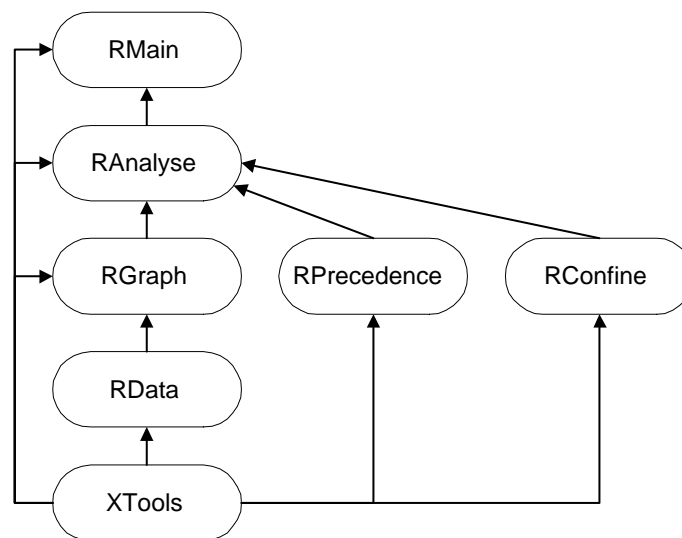 RMain
RAnalyse
RGraph
RPrecedence
RConfine
RData
XTools